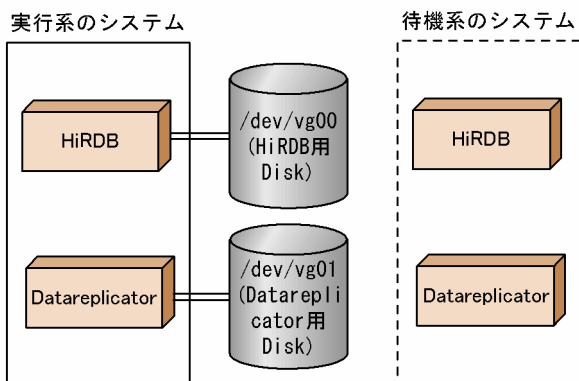 実行系のシステム
待機系のシステム
HiRDB
/dev/vg00
(HiRDB用
Disk)
HiRDB
Datareplicator
/dev/vg01
(Datarepli
cator用
Disk)
Datareplicator